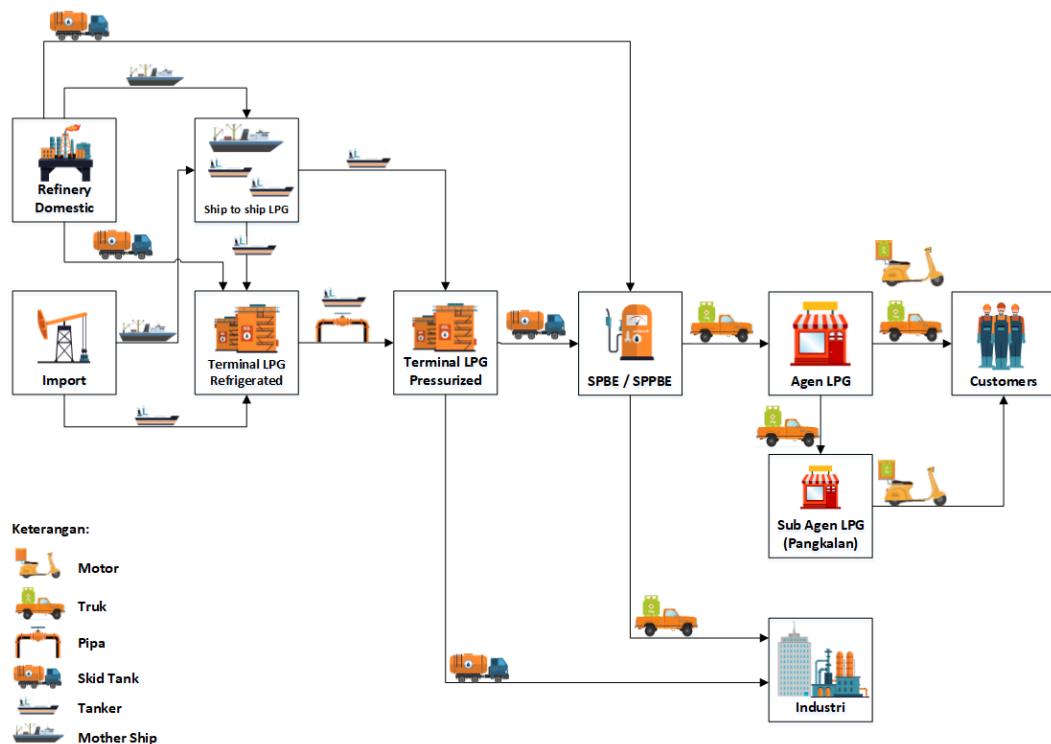 Refinery
Domestic
Ship to ship LPG
Import
Terminal LPG
Refrigerated
Terminal LPG
Pressurized
SPBE / SPPBE
Agen LPG
Customers
Sub Agen LPG
(Pangkalan)
Industri
Keterangan:
Motor
Truk
Pipa
Skid Tank
Tanker
Mother Ship